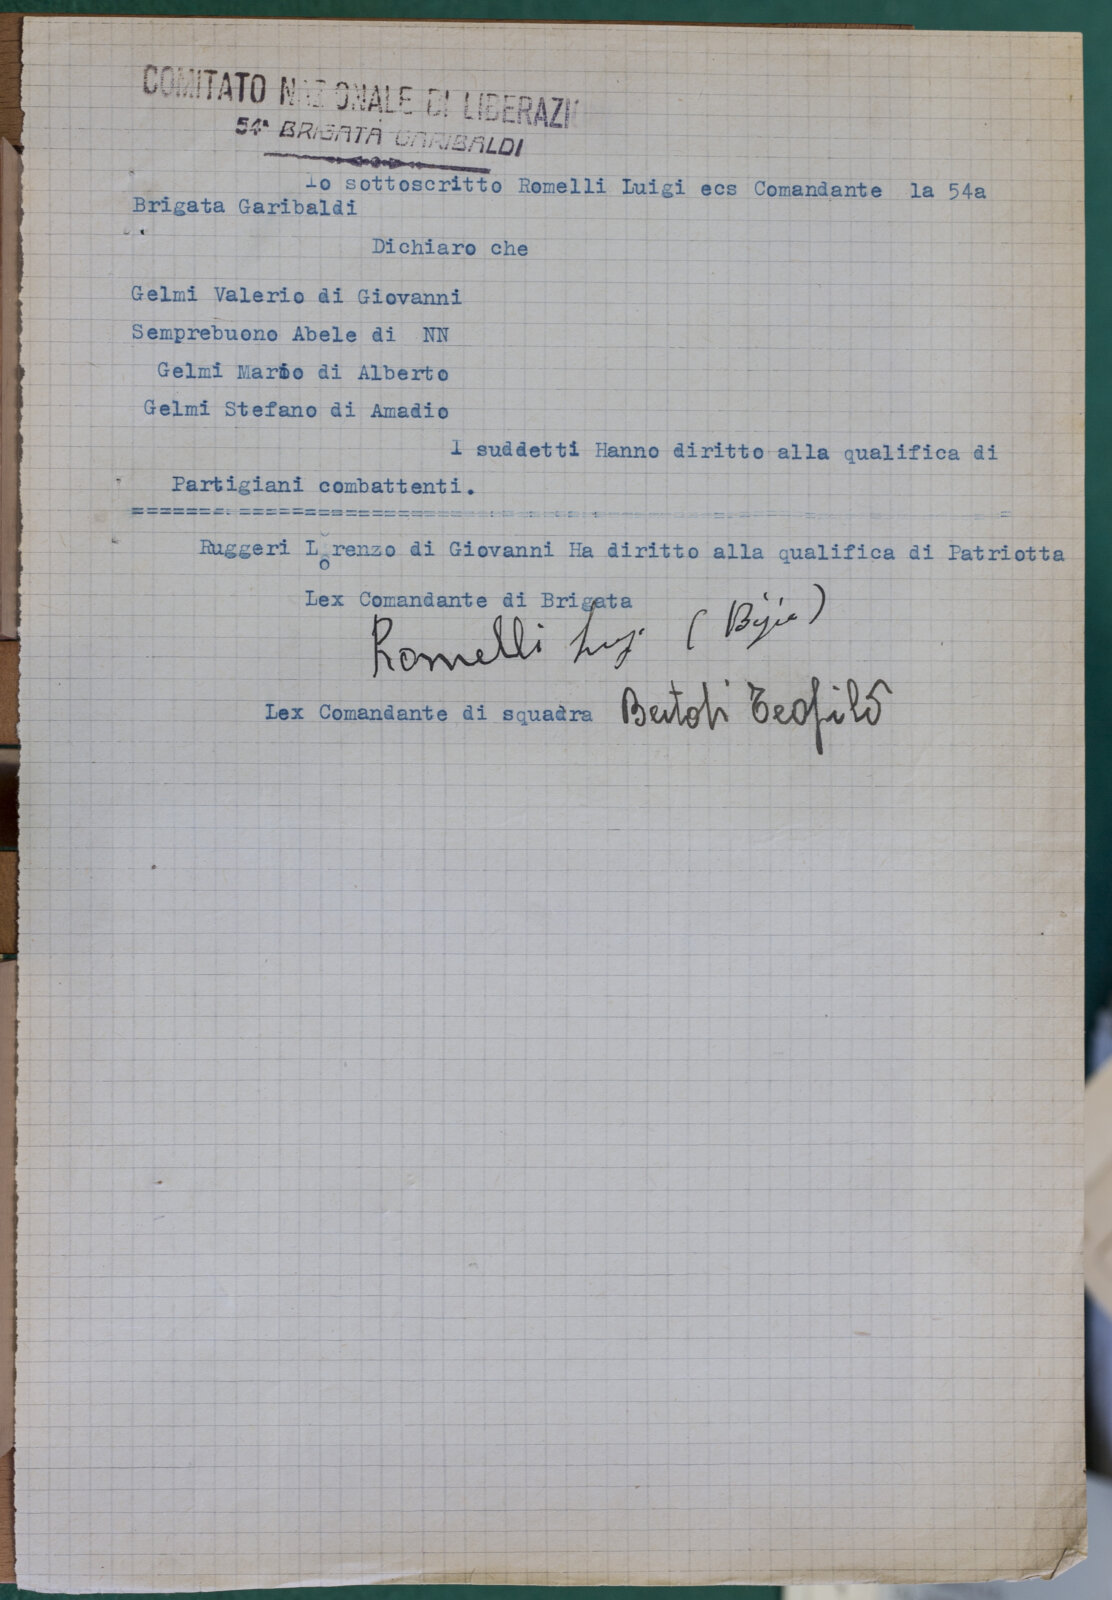 COMITATO NAZIONALE DI LIBERAZI
54ª BRIGATA GARIBALDI
Io sottoscritto Romelli Luigi ecs Comandante la 54a
Brigata Garibaldi
Dichiaro che
Gelmi Valerio di Giovanni
Semprebuono Abele di NN
Gelmi Mario di Alberto
Gelmi Stefano di Amadio
I suddetti Hanno diritto alla qualifica di
Partigiani combattenti.
Ruggeri Lorenzo di Giovanni Ha diritto alla qualifica di Patriotta
Lex Comandante di Brigata
Romelli Luigi
Lex Comandante di squadra Bertoli Teofilo